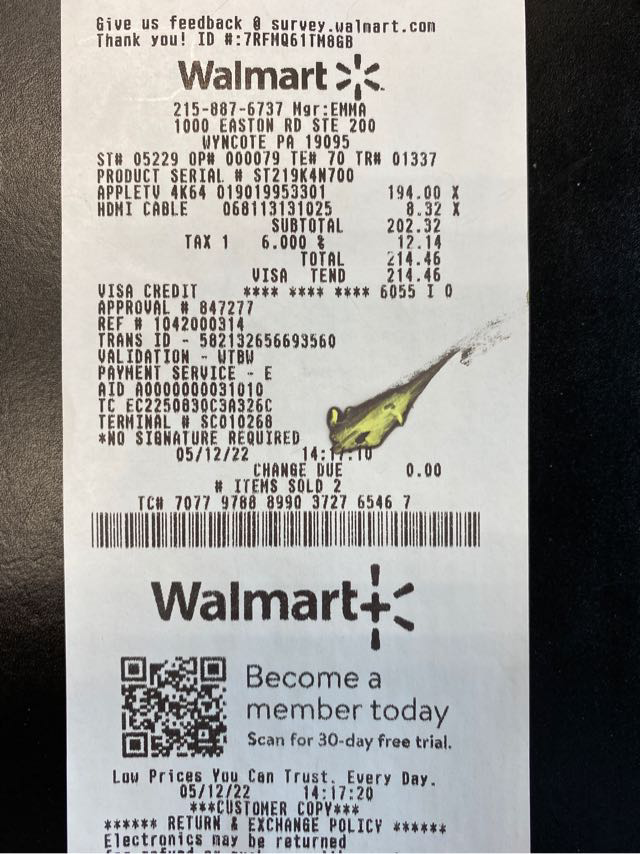 Give us feedback @ survey.walmart.com
Thank you! ID #:7RFMQ61TM8GB
Walmart
215-887-6737 Mgr:EMMA
1000 EASTON RD STE 200
WYNCOTE PA 19095
ST# 05229 OP# 000079 TE# 70 TR# 01337
PRODUCT SERIAL # ST219K4N700
APPLETV 4K64 019019953301 194.00 X
HDMI CABLE 068113131025 8.32 X
SUBTOTAL 202.32
TAX 1 6.000 % 12.14
TOTAL 214.46
VISA TEND 214.46
VISA CREDIT **** **** **** 6055 I 0
APPROVAL # 847277
REF # 1042000314
TRANS ID - 582132656693560
VALIDATION - WTBW
PAYMENT SERVICE - E
AID A0000000031010
TC EC2250830C3A326C
TERMINAL # SC010268
*NO SIGNATURE REQUIRED
05/12/22
CHANGE DUE 0.00
# ITEMS SOLD 2
TC# 7077 9788 8990 3727 6546 7
Walmart+
Become a
member today
Scan for 30-day free trial.
Low Prices You Can Trust. Every Day.
05/12/22 14:17:20
***CUSTOMER COPY***
****** RETURN & EXCHANGE POLICY ******
Electronics may be returned